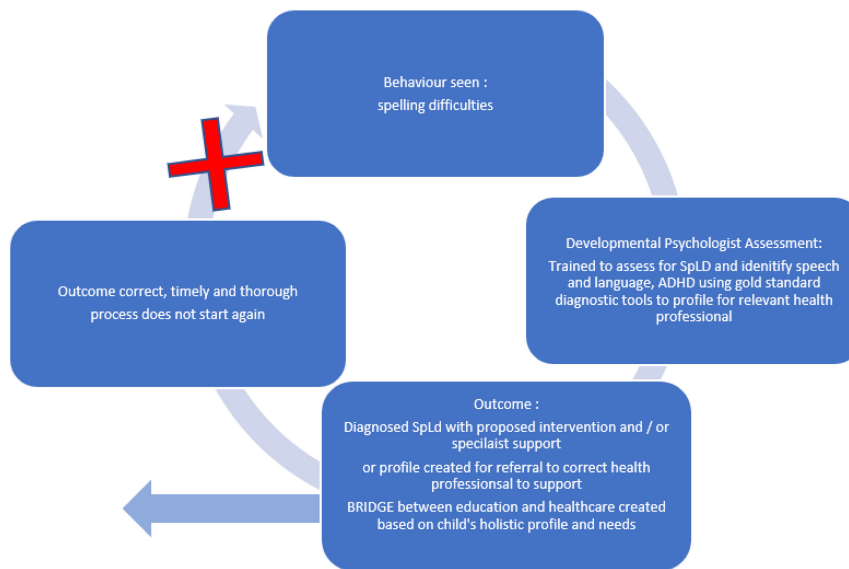 Behaviour seen :
spelling difficulties
Developmental Psychologist Assessment:
Trained to assess for SpLD and idenitify speech
and language, ADHD using gold standard
diagnostic tools to profile for relevant health
professional
Outcome :
Diagnosed SpLd with proposed intervention and / or
specilaist support
or profile created for referral to correct health
professionsal to support
BRIDGE between education and healthcare created
based on child's holistic profile and needs
Outcome correct, timely and thorough
process does not start again